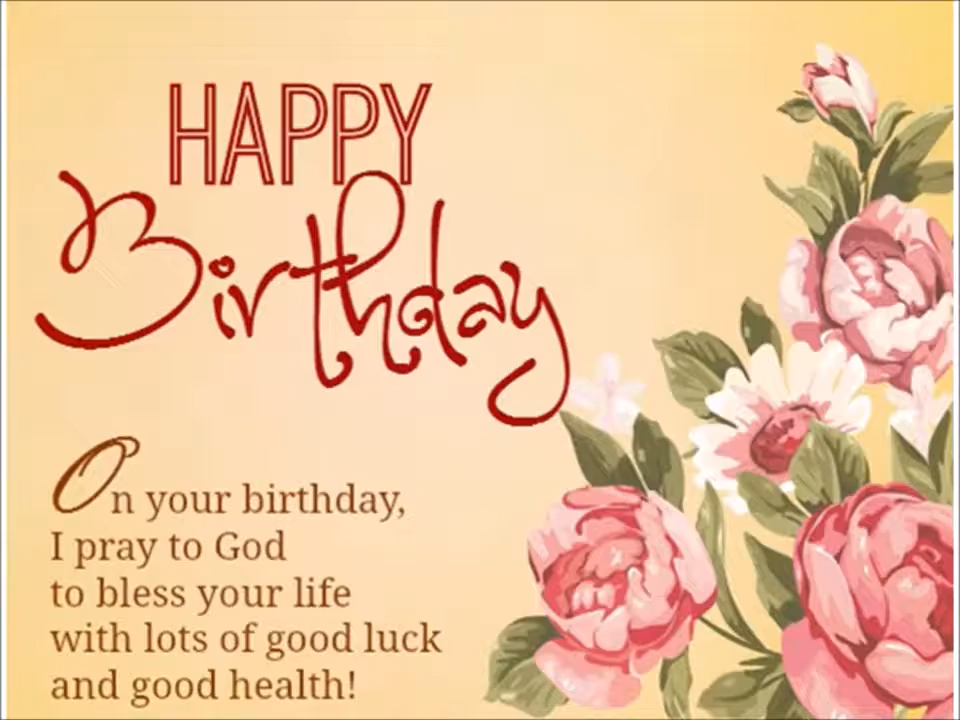 HAPPY
Birthday
On your birthday,
I pray to God
to bless your life
with lots of good luck
and good health!